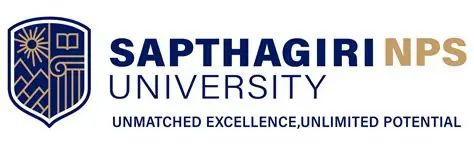 SAPTHAGIRI NPS
UNIVERSITY
UNMATCHED EXCELLENCE,UNLIMITED POTENTIAL